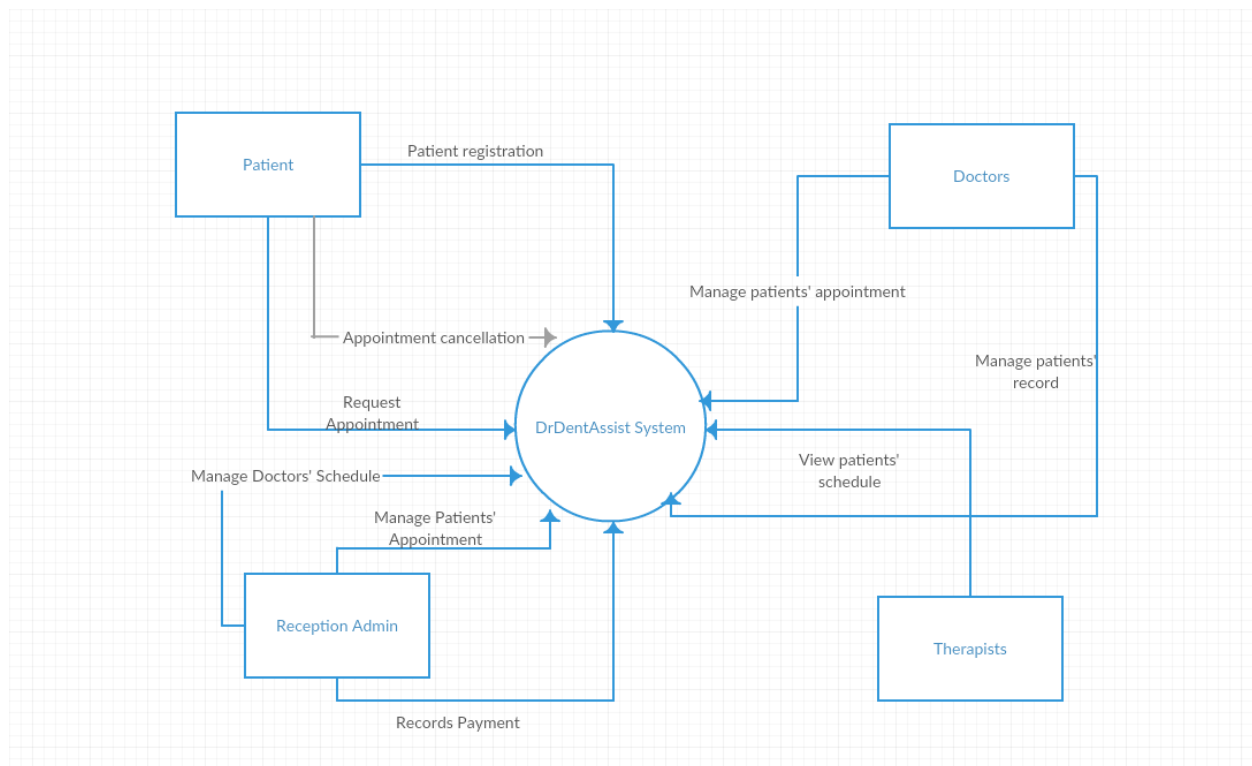 Patient registration
Patient
Doctors
Manage patients' appointment
Appointment cancellation
Manage patients'
record
Request
Appointment
DrDentAssist System
View patients'
schedule
Manage Doctors' Schedule
Manage Patients'
Appointment
Reception Admin
Therapists
Records Payment